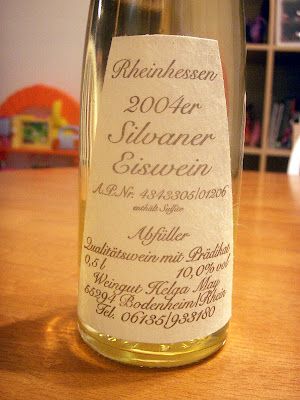 Rheinhessen
2004er
Silvaner
Eiswein
A.P.Nr. 4343305/01206
enthält Sulfite
Abfüller
Qualitätswein mit Prädikat
0,5 l 10,0% vol
Weingut Helga May
55294 Bodenheim/Rhein
Tel. 06135/933180